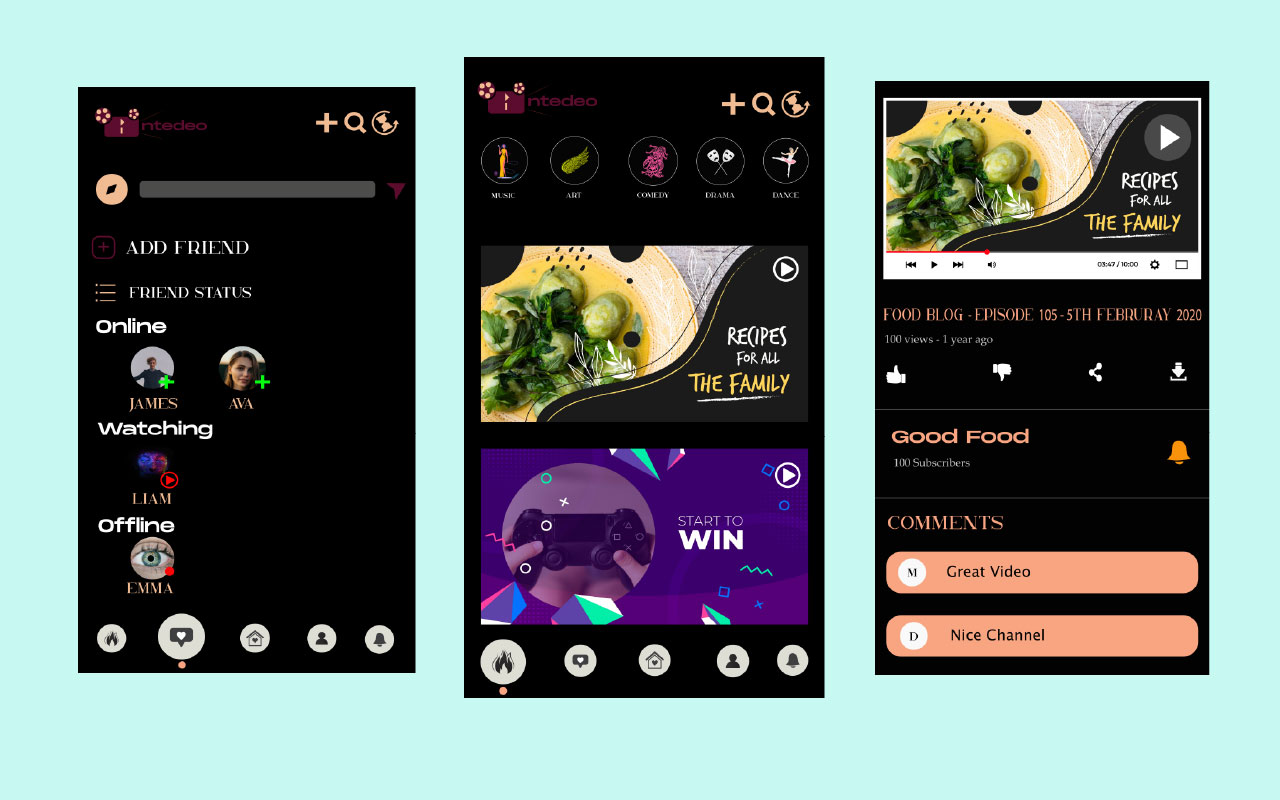 ntedeo
ADD FRIEND
FRIEND STATUS
Online
JAMES
AVA
Watching
LIAM
Offline
EMMA
ntedeo
MUSIC
ART
COMEDY
DRAMA
DANCE
RECIPES
FOR ALL
THE FAMILY
START TO
WIN
RECIPES
FOR ALL
THE FAMILY
03:47 / 10:00
FOOD BLOG - EPISODE 105 - 5TH FEBRURAY 2020
100 views - 1 year ago
Good Food
100 Subscribers
COMMENTS
M Great Video
D Nice Channel